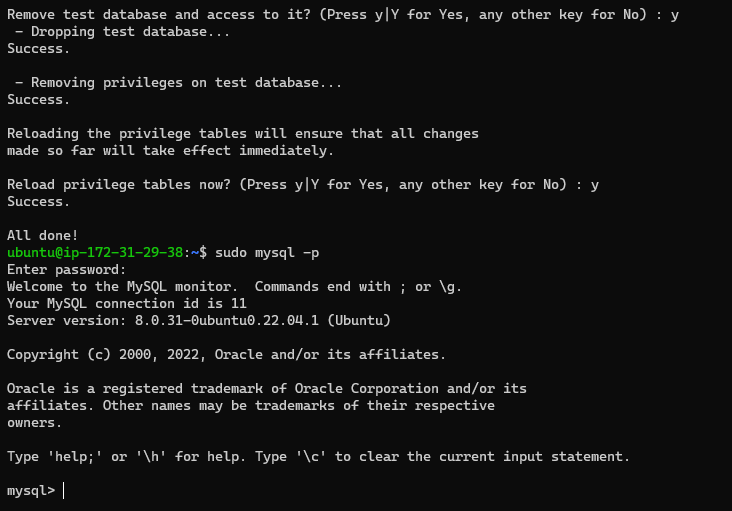 Remove test database and access to it? (Press y|Y for Yes, any other key for No) : y
 - Dropping test database...
Success.

 - Removing privileges on test database...
Success.

Reloading the privilege tables will ensure that all changes
made so far will take effect immediately.

Reload privilege tables now? (Press y|Y for Yes, any other key for No) : y
Success.

All done!
ubuntu@ip-172-31-29-38:~$ sudo mysql -p
Enter password:
Welcome to the MySQL monitor.  Commands end with ; or \g.
Your MySQL connection id is 11
Server version: 8.0.31-0ubuntu0.22.04.1 (Ubuntu)

Copyright (c) 2000, 2022, Oracle and/or its affiliates.

Oracle is a registered trademark of Oracle Corporation and/or its
affiliates. Other names may be trademarks of their respective
owners.

Type 'help;' or '\h' for help. Type '\c' to clear the current input statement.

mysql>